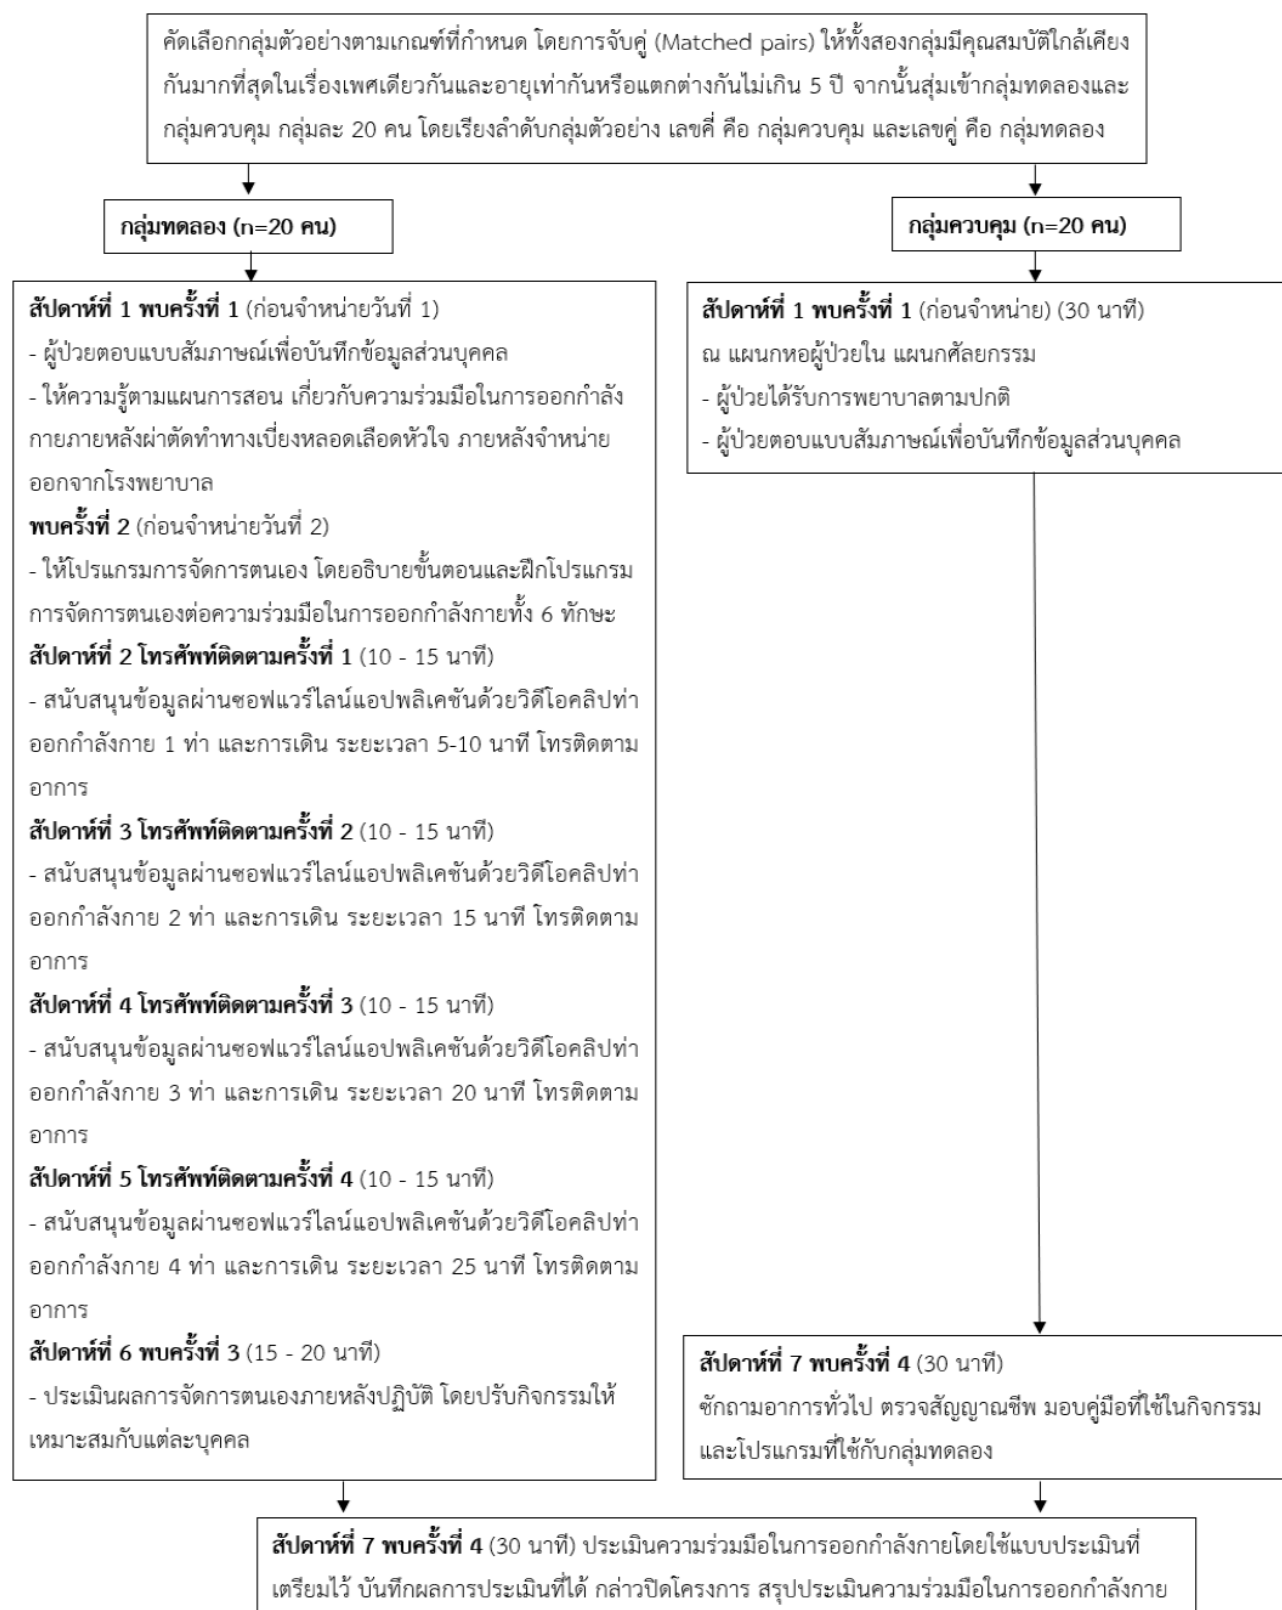 คัดเลือกกลุ่มตัวอย่างตามเกณฑ์ที่กำหนด โดยการจับคู่ (Matched pairs) ให้ทั้งสองกลุ่มมีคุณสมบัติใกล้เคียง
กันมากที่สุดในเรื่องเพศเดียวกันและอายุเท่ากันหรือแตกต่างกันไม่เกิน 5 ปี จากนั้นสุ่มเข้ากลุ่มทดลองและ
กลุ่มควบคุม กลุ่มละ 20 คน โดยเรียงลำดับกลุ่มตัวอย่าง เลขคี่ คือ กลุ่มควบคุม และเลขคู่ คือ กลุ่มทดลอง
กลุ่มทดลอง (n=20 คน)
สัปดาห์ที่ 1 พบครั้งที่ 1 (ก่อนจำหน่ายวันที่ 1)
- ผู้ป่วยตอบแบบสัมภาษณ์เพื่อบันทึกข้อมูลส่วนบุคคล
- ให้ความรู้ตามแผนการสอน เกี่ยวกับความร่วมมือในการออกกำลัง
กายภายหลังผ่าตัดทำทางเบี่ยงหลอดเลือดหัวใจ ภายหลังจำหน่าย
ออกจากโรงพยาบาล
พบครั้งที่ 2 (ก่อนจำหน่ายวันที่ 2)
- ให้โปรแกรมการจัดการตนเอง โดยอธิบายขั้นตอนและฝึกโปรแกรม
การจัดการตนเองต่อความร่วมมือในการออกกำลังกายทั้ง 6 ทักษะ
สัปดาห์ที่ 2 โทรศัพท์ติดตามครั้งที่ 1 (10 - 15 นาที)
- สนับสนุนข้อมูลผ่านซอฟแวร์ไลน์แอปพลิเคชันด้วยวิดีโอคลิปท่า
ออกกำลังกาย 1 ท่า และการเดิน ระยะเวลา 5-10 นาที โทรติดตาม
อาการ
สัปดาห์ที่ 3 โทรศัพท์ติดตามครั้งที่ 2 (10 - 15 นาที)
- สนับสนุนข้อมูลผ่านซอฟแวร์ไลน์แอปพลิเคชันด้วยวิดีโอคลิปท่า
ออกกำลังกาย 2 ท่า และการเดิน ระยะเวลา 15 นาที โทรติดตาม
อาการ
สัปดาห์ที่ 4 โทรศัพท์ติดตามครั้งที่ 3 (10 - 15 นาที)
- สนับสนุนข้อมูลผ่านซอฟแวร์ไลน์แอปพลิเคชันด้วยวิดีโอคลิปท่า
ออกกำลังกาย 3 ท่า และการเดิน ระยะเวลา 20 นาที โทรติดตาม
อาการ
สัปดาห์ที่ 5 โทรศัพท์ติดตามครั้งที่ 4 (10 - 15 นาที)
- สนับสนุนข้อมูลผ่านซอฟแวร์ไลน์แอปพลิเคชันด้วยวิดีโอคลิปท่า
ออกกำลังกาย 4 ท่า และการเดิน ระยะเวลา 25 นาที โทรติดตาม
อาการ
สัปดาห์ที่ 6 พบครั้งที่ 3 (15 - 20 นาที)
- ประเมินผลการจัดการตนเองภายหลังปฏิบัติ โดยปรับกิจกรรมให้
เหมาะสมกับแต่ละบุคคล
กลุ่มควบคุม (n=20 คน)
สัปดาห์ที่ 1 พบครั้งที่ 1 (ก่อนจำหน่าย) (30 นาที)
ณ แผนกหอผู้ป่วยใน แผนกศัลยกรรม
- ผู้ป่วยได้รับการพยาบาลตามปกติ
- ผู้ป่วยตอบแบบสัมภาษณ์เพื่อบันทึกข้อมูลส่วนบุคคล
สัปดาห์ที่ 7 พบครั้งที่ 4 (30 นาที)
ซักถามอาการทั่วไป ตรวจสัญญาณชีพ มอบคู่มือที่ใช้ในกิจกรรม
และโปรแกรมที่ใช้กับกลุ่มทดลอง
สัปดาห์ที่ 7 พบครั้งที่ 4 (30 นาที) ประเมินความร่วมมือในการออกกำลังกายโดยใช้แบบประเมินที่
เตรียมไว้ บันทึกผลการประเมินที่ได้ กล่าวปิดโครงการ สรุปประเมินความร่วมมือในการออกกำลังกาย